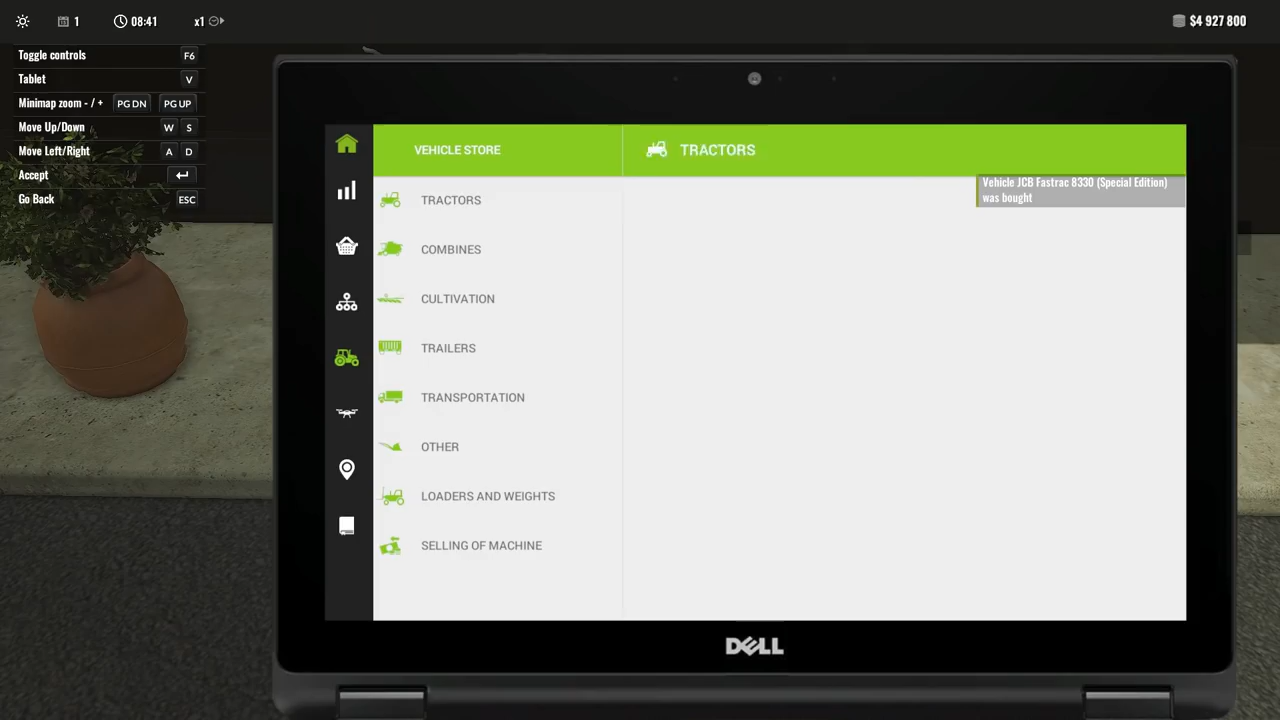 1
08:41
x1
$4 927 800
Toggle controls F6
Tablet V
Minimap zoom - / + PG DN PG UP
Move Up/Down W S
Move Left/Right A D
Accept
Go Back ESC
VEHICLE STORE
TRACTORS
Vehicle JCB Fastrac 8330 (Special Edition)
was bought
TRACTORS
COMBINES
CULTIVATION
TRAILERS
TRANSPORTATION
OTHER
LOADERS AND WEIGHTS
SELLING OF MACHINE
DELL